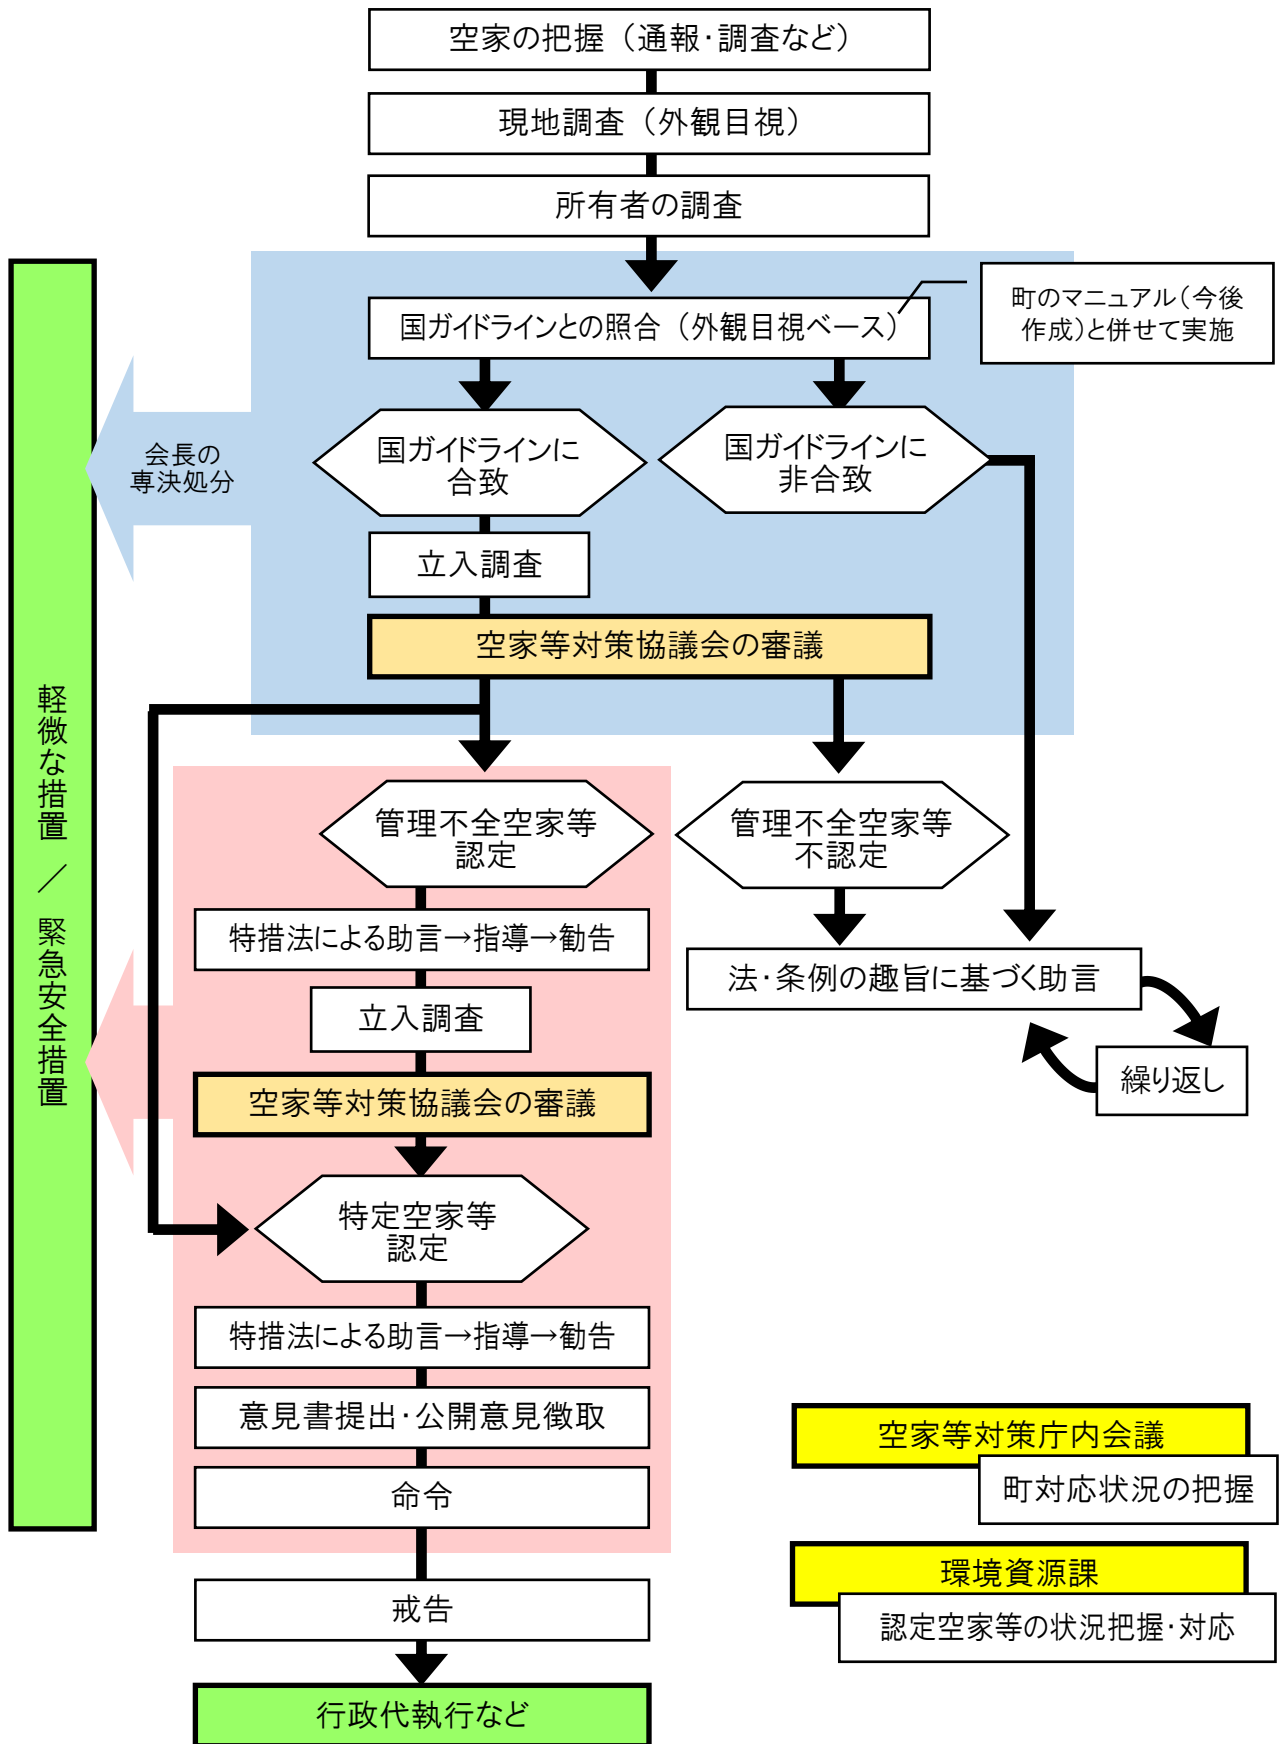 空家の把握（通報・調査など）
現地調査（外観目視）
所有者の調査
国ガイドラインとの照合（外観目視ベース）
町のマニュアル（今後
作成）と併せて実施
会長の
専決処分
国ガイドラインに
合致
国ガイドラインに
非合致
立入調査
空家等対策協議会の審議
軽微な措置／緊急安全措置
管理不全空家等
認定
管理不全空家等
不認定
特措法による助言→指導→勧告
立入調査
空家等対策協議会の審議
法・条例の趣旨に基づく助言
繰り返し
特定空家等
認定
特措法による助言→指導→勧告
意見書提出・公開意見徴取
命令
戒告
行政代執行など
空家等対策庁内会議
町対応状況の把握
環境資源課
認定空家等の状況把握・対応